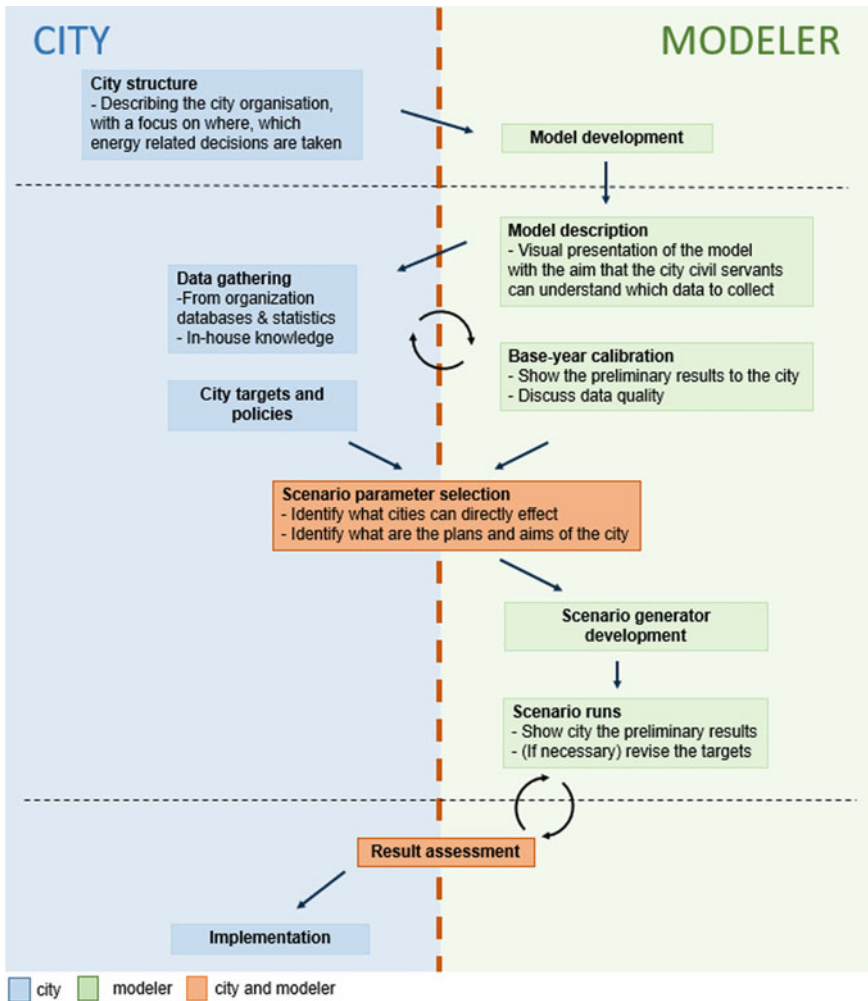 CITY
MODELER
City structure
- Describing the city organisation,
with a focus on where, which
energy related decisions are taken
Model development
Model description
- Visual presentation of the model
with the aim that the city civil servants
can understand which data to collect
Data gathering
-From organization
databases & statistics
- In-house knowledge
Base-year calibration
- Show the preliminary results to the city
- Discuss data quality
City targets and
policies
Scenario parameter selection
- Identify what cities can directly effect
- Identify what are the plans and aims of the city
Scenario generator
development
Scenario runs
- Show city the preliminary results
- (If necessary) revise the targets
Result assessment
Implementation
city
modeler
city and modeler